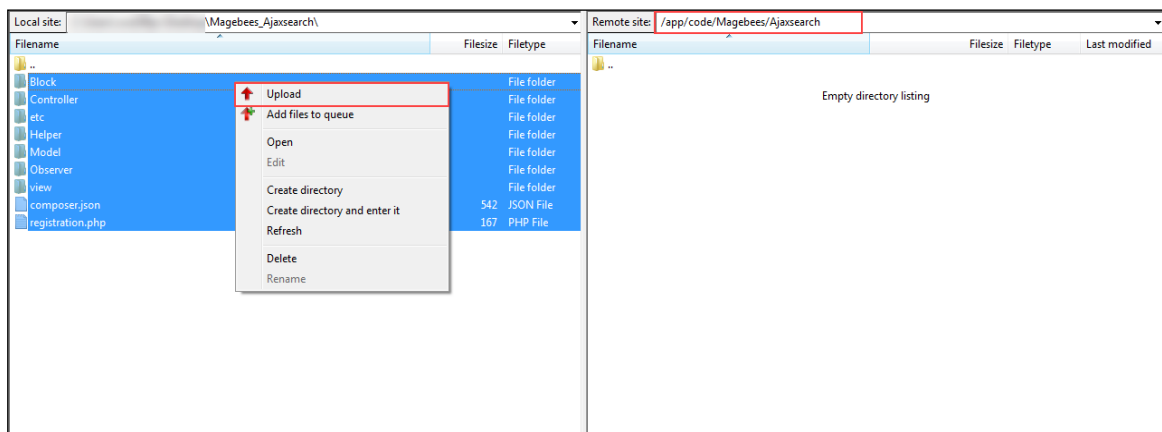 Local site: \Magebees_Ajaxsearch\
Filename Filesize Filetype
..
Block File folder
Controller File folder
etc File folder
Helper File folder
Model File folder
Observer File folder
view File folder
composer.json 542 JSON File
registration.php 167 PHP File
Upload
Add files to queue
Open
Edit
Create directory
Create directory and enter it
Refresh
Delete
Rename
Remote site: /app/code/Magebees/Ajaxsearch
Filename Filesize Filetype Last modified
..
Empty directory listing